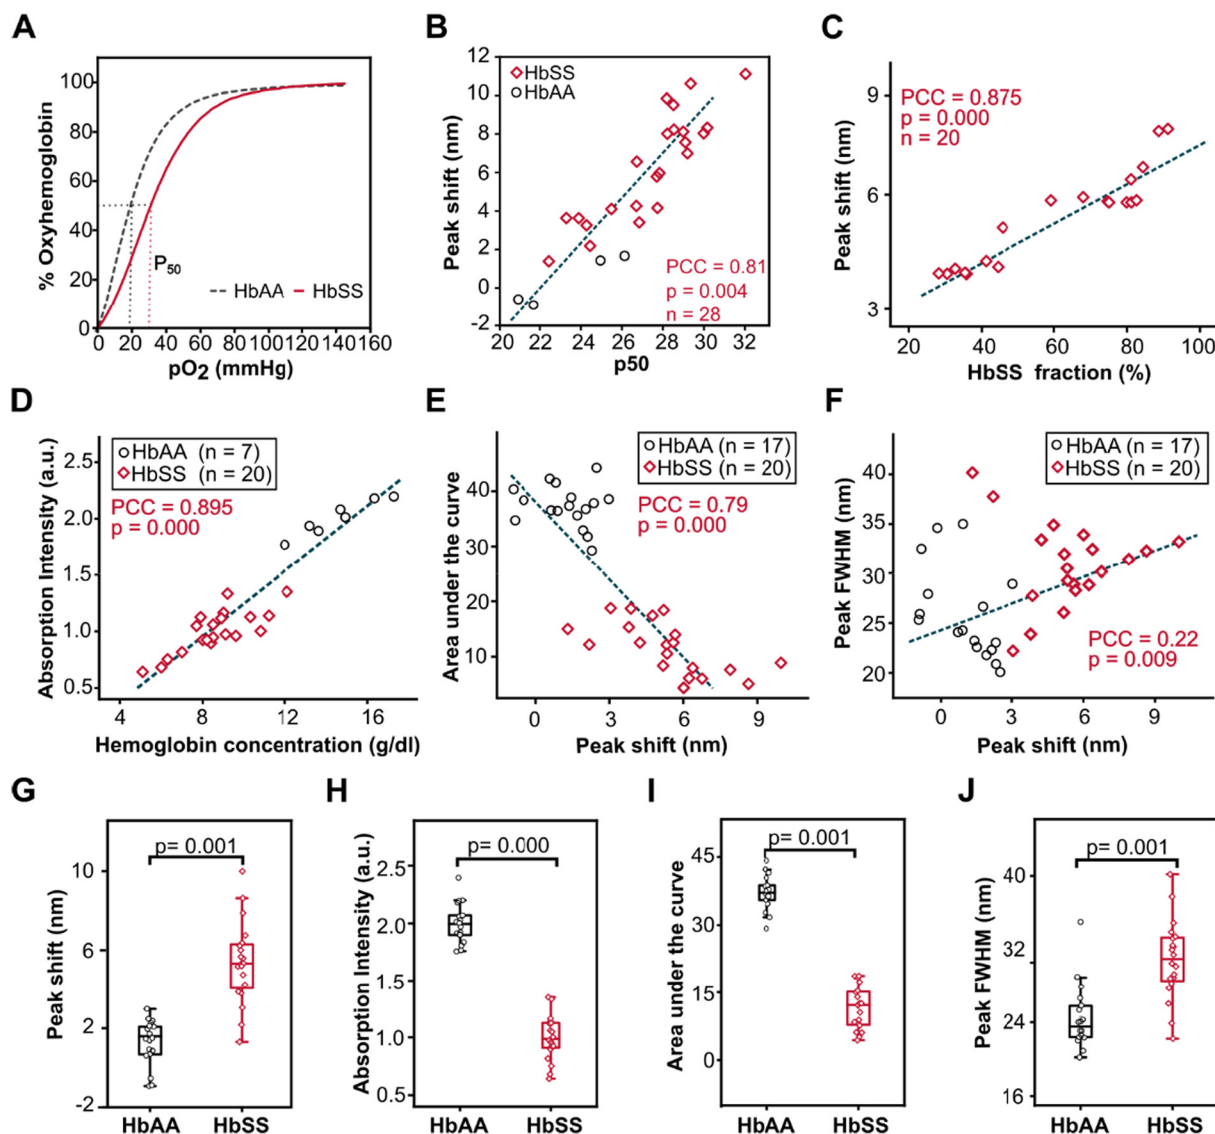 A
100
80
60
40
20
0
% Oxyhemoglobin
P50
HbAA HbSS
0 20 40 60 80 100 120 140 160
pO2 (mmHg)
B
12
10
8
6
4
2
0
-2
Peak shift (nm)
HbSS
HbAA
PCC = 0.81
p = 0.004
n = 28
20 22 24 26 28 30 32
p50
C
9
6
3
Peak shift (nm)
PCC = 0.875
p = 0.000
n = 20
20 40 60 80 100
HbSS fraction (%)
D
2.5
2.0
1.5
1.0
0.5
Absorption Intensity (a.u.)
HbAA (n = 7)
HbSS (n = 20)
PCC = 0.895
p = 0.000
4 8 12 16
Hemoglobin concentration (g/dl)
E
40
30
20
10
Area under the curve
HbAA (n = 17)
HbSS (n = 20)
PCC = 0.79
p = 0.000
0 3 6 9
Peak shift (nm)
F
40
35
30
25
20
Peak FWHM (nm)
HbAA (n = 17)
HbSS (n = 20)
PCC = 0.22
p = 0.009
0 3 6 9
Peak shift (nm)
G
10
6
2
-2
Peak shift (nm)
p= 0.001
HbAA HbSS
H
2.5
2.0
1.5
1.0
0.5
Absorption Intensity (a.u.)
p= 0.000
HbAA HbSS
I
45
30
15
0
Area under the curve
p= 0.001
HbAA HbSS
J
40
32
24
16
Peak FWHM (nm)
p= 0.001
HbAA HbSS